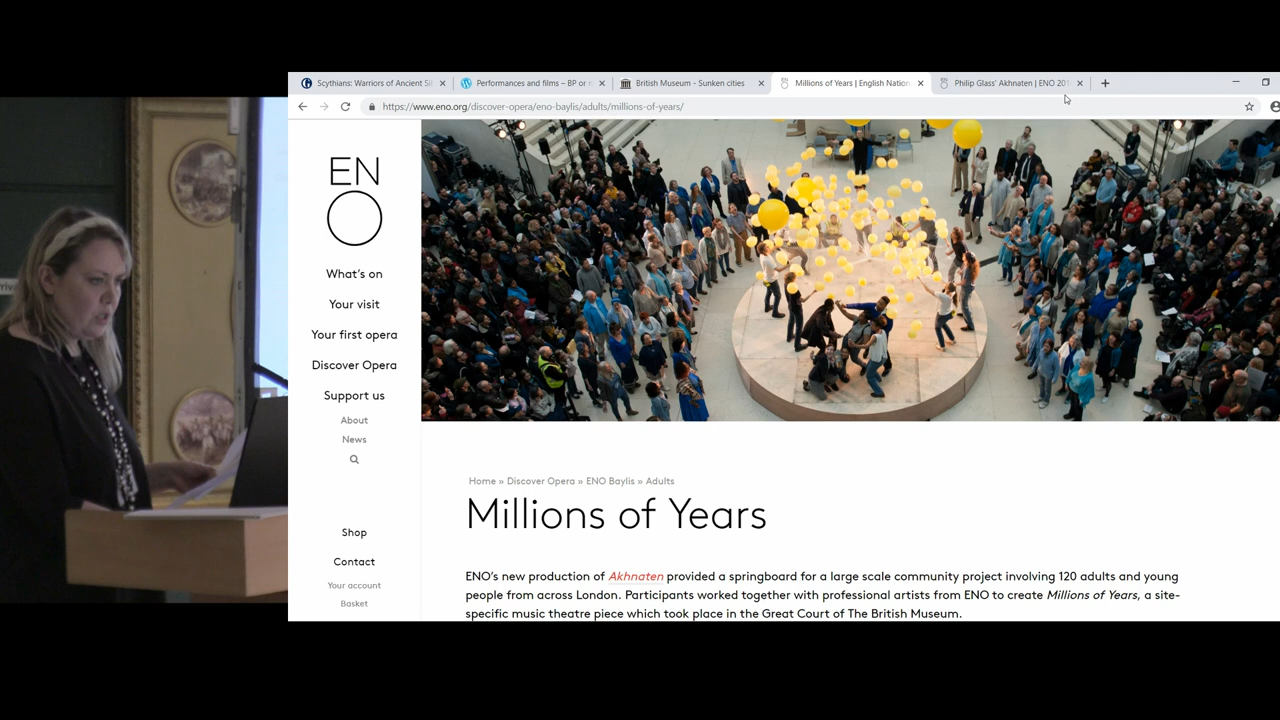 Scythians: Warriors of Ancient Si
Performances and films – BP or n
British Museum - Sunken cities
Millions of Years | English Nation
Philip Glass' Akhnaten | ENO 201
https://www.eno.org/discover-opera/eno-baylis/adults/millions-of-years/
EN
O
What's on
Your visit
Your first opera
Discover Opera
Support us
About
News
Shop
Contact
Your account
Basket
Home » Discover Opera » ENO Baylis » Adults
Millions of Years
ENO's new production of Akhnaten provided a springboard for a large scale community project involving 120 adults and young
people from across London. Participants worked together with professional artists from ENO to create Millions of Years, a site-
specific music theatre piece which took place in the Great Court of The British Museum.